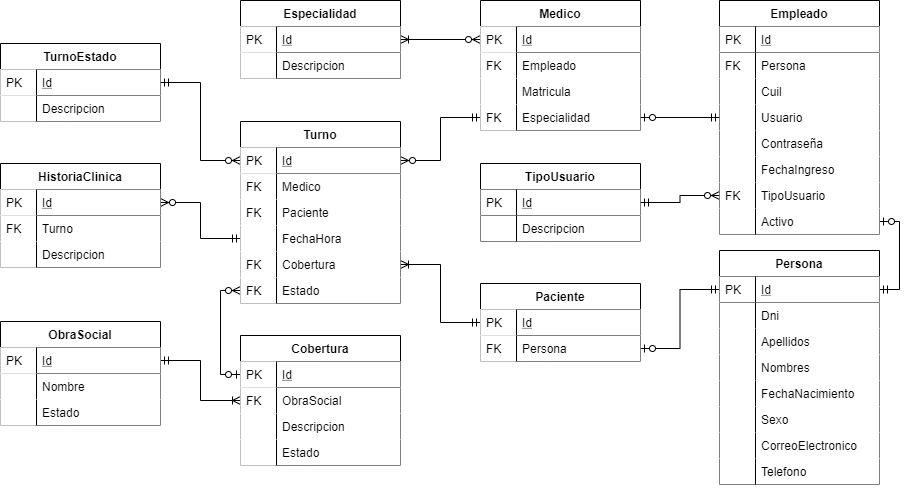 TurnoEstado
PK Id
Descripcion
HistoriaClinica
PK Id
FK Turno
Descripcion
ObraSocial
PK Id
Nombre
Estado
Especialidad
PK Id
Descripcion
Turno
PK Id
FK Medico
FK Paciente
FechaHora
FK Cobertura
FK Estado
Cobertura
PK Id
FK ObraSocial
Descripcion
Estado
Medico
PK Id
FK Empleado
Matricula
FK Especialidad
TipoUsuario
PK Id
Descripcion
Paciente
PK Id
FK Persona
Empleado
PK Id
FK Persona
Cuil
Usuario
Contraseña
FechaIngreso
FK TipoUsuario
Activo
Persona
PK Id
Dni
Apellidos
Nombres
FechaNacimiento
Sexo
CorreoElectronico
Telefono